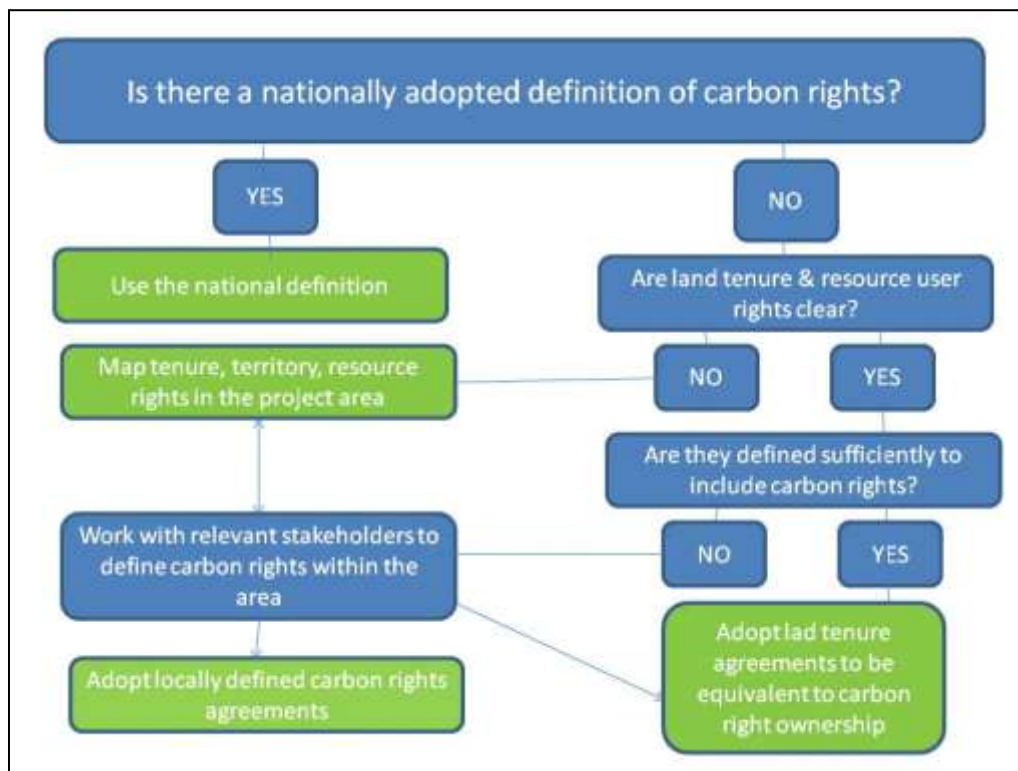 Is there a nationally adopted definition of carbon rights?
YES
NO
Use the national definition
Are land tenure & resource user
rights clear?
Map tenure, territory, resource
rights in the project area
NO
YES
Are they defined sufficiently to
include carbon rights?
Work with relevant stakeholders to
define carbon rights within the
area
NO
YES
Adopt locally defined carbon rights
agreements
Adopt lad tenure
agreements to be
equivalent to carbon
right ownership